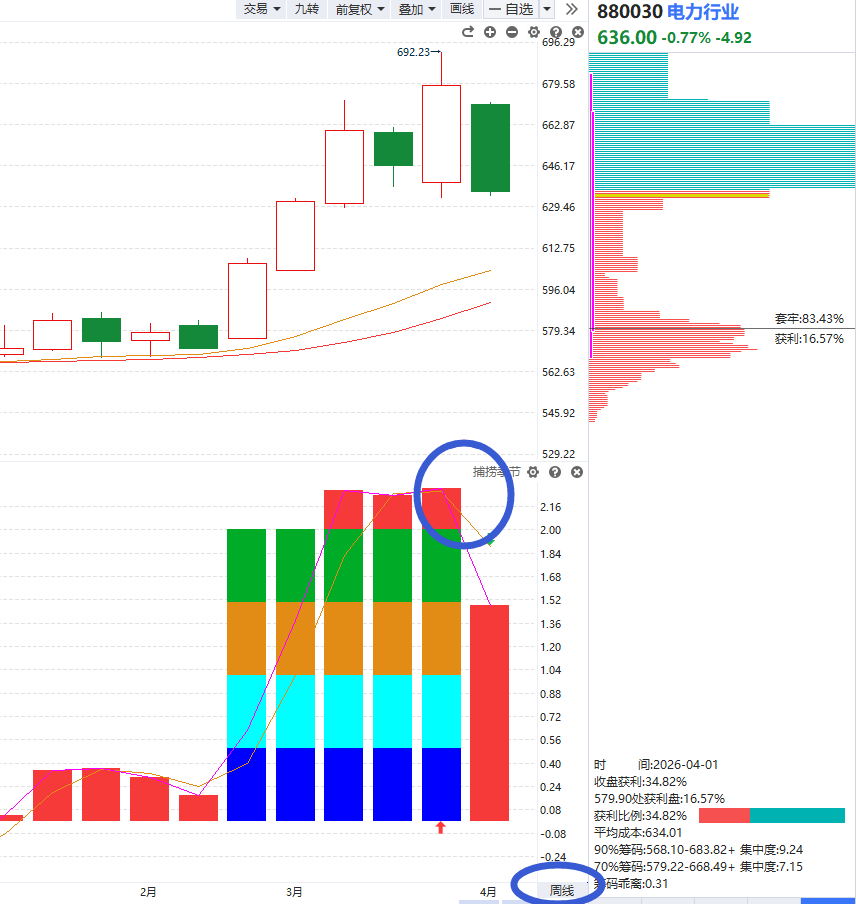 交易 九转 前复权 叠加 画线 一 自选
880030 电力行业
636.00 -0.77% -4.92
696.29
692.23
679.58
662.87
646.17
629.46
612.75
596.04
579.34
562.63
545.92
529.22
套牢:83.43%
获利:16.57%
捕捞季节
2.16
2.00
1.84
1.68
1.52
1.36
1.20
1.04
0.88
0.72
0.56
0.40
0.24
0.08
-0.08
-0.24
时 间:2026-04-01
收盘获利:34.82%
579.90处获利盘:16.57%
获利比例:34.82%
平均成本:634.01
90%筹码:568.10-683.82+ 集中度:9.24
70%筹码:579.22-668.49+ 集中度:7.15
筹码乖离:0.31
2月 3月 4月 周线